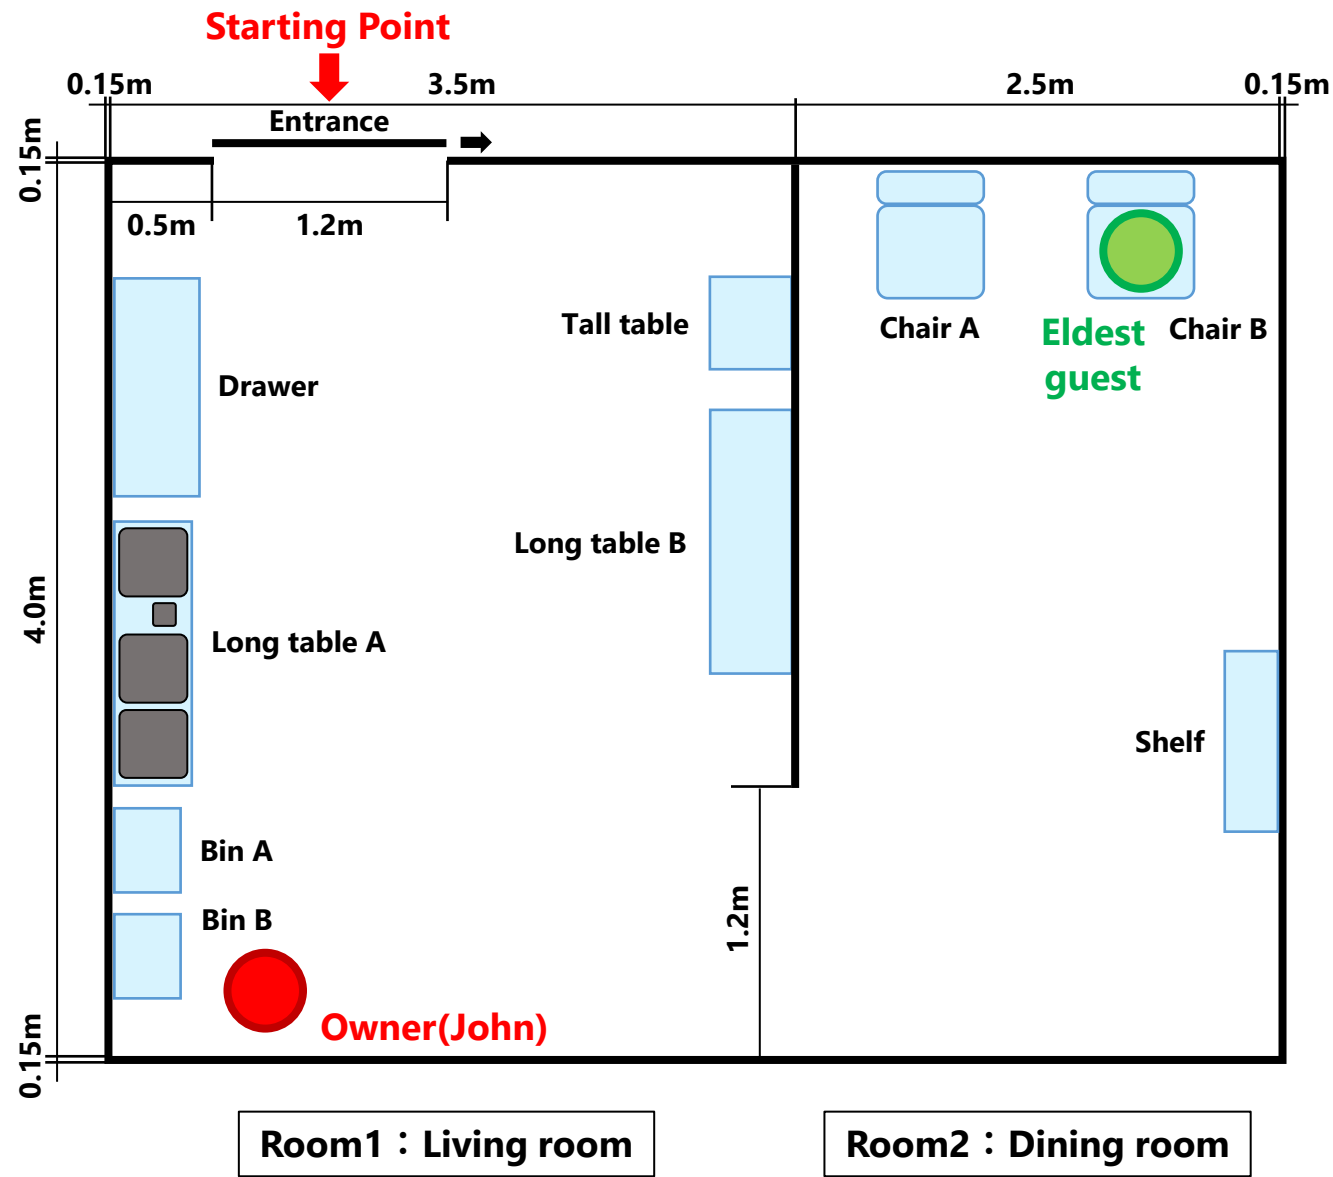 Starting Point
0.15m
3.5m
2.5m
0.15m
0.15m
Entrance
0.5m
1.2m
Tall table
Chair A
Eldest
guest
Chair B
Drawer
Long table B
4.0m
Long table A
Shelf
Bin A
Bin B
1.2m
Owner(John)
0.15m
Room1：Living room
Room2：Dining room